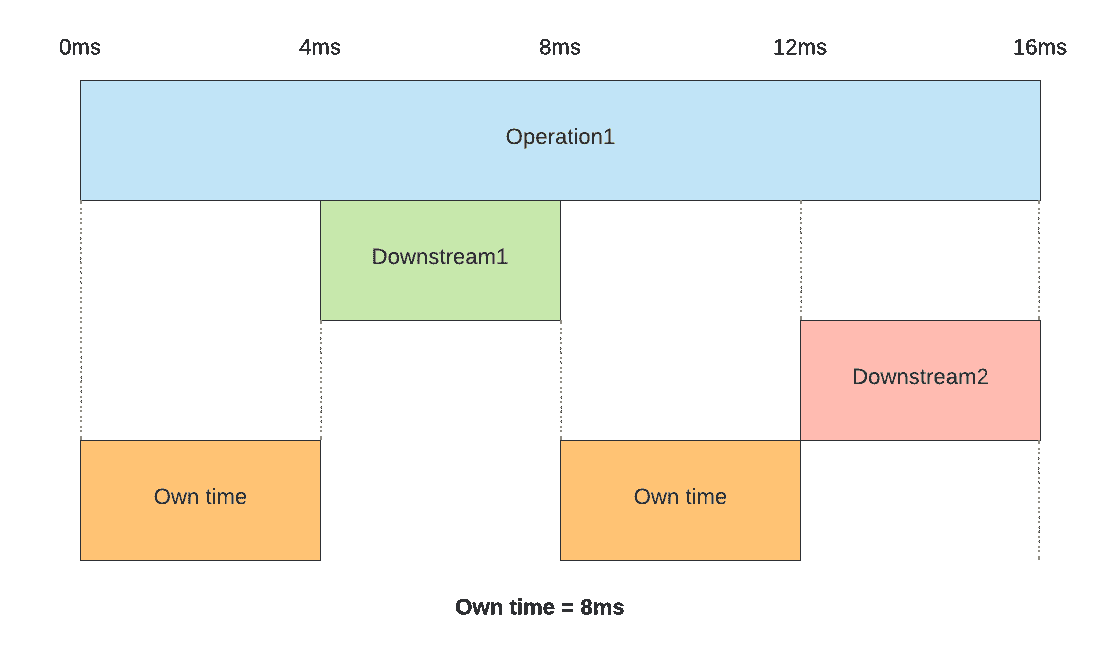 0ms 4ms 8ms 12ms 16ms
Operation1
Downstream1
Downstream2
Own time Own time
Own time = 8ms